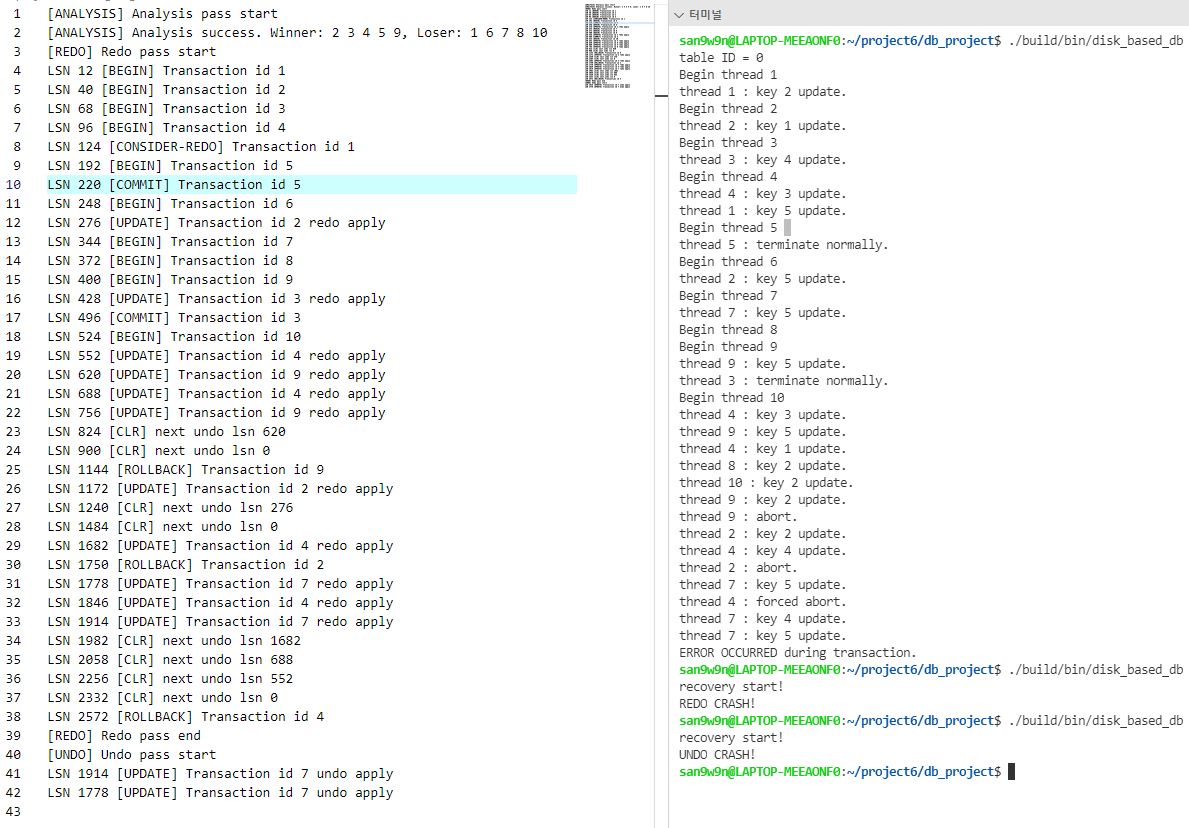 1 [ANALYSIS] Analysis pass start
2 [ANALYSIS] Analysis success. Winner: 2 3 4 5 9, Loser: 1 6 7 8 10
3 [REDO] Redo pass start
4 LSN 12 [BEGIN] Transaction id 1
5 LSN 40 [BEGIN] Transaction id 2
6 LSN 68 [BEGIN] Transaction id 3
7 LSN 96 [BEGIN] Transaction id 4
8 LSN 124 [CONSIDER-REDO] Transaction id 1
9 LSN 192 [BEGIN] Transaction id 5
10 LSN 220 [COMMIT] Transaction id 5
11 LSN 248 [BEGIN] Transaction id 6
12 LSN 276 [UPDATE] Transaction id 2 redo apply
13 LSN 344 [BEGIN] Transaction id 7
14 LSN 372 [BEGIN] Transaction id 8
15 LSN 400 [BEGIN] Transaction id 9
16 LSN 428 [UPDATE] Transaction id 3 redo apply
17 LSN 496 [COMMIT] Transaction id 3
18 LSN 524 [BEGIN] Transaction id 10
19 LSN 552 [UPDATE] Transaction id 4 redo apply
20 LSN 620 [UPDATE] Transaction id 9 redo apply
21 LSN 688 [UPDATE] Transaction id 4 redo apply
22 LSN 756 [UPDATE] Transaction id 9 redo apply
23 LSN 824 [CLR] next undo lsn 620
24 LSN 900 [CLR] next undo lsn 0
25 LSN 1144 [ROLLBACK] Transaction id 9
26 LSN 1172 [UPDATE] Transaction id 2 redo apply
27 LSN 1240 [CLR] next undo lsn 276
28 LSN 1484 [CLR] next undo lsn 0
29 LSN 1682 [UPDATE] Transaction id 4 redo apply
30 LSN 1750 [ROLLBACK] Transaction id 2
31 LSN 1778 [UPDATE] Transaction id 7 redo apply
32 LSN 1846 [UPDATE] Transaction id 4 redo apply
33 LSN 1914 [UPDATE] Transaction id 7 redo apply
34 LSN 1982 [CLR] next undo lsn 1682
35 LSN 2058 [CLR] next undo lsn 688
36 LSN 2256 [CLR] next undo lsn 552
37 LSN 2332 [CLR] next undo lsn 0
38 LSN 2572 [ROLLBACK] Transaction id 4
39 [REDO] Redo pass end
40 [UNDO] Undo pass start
41 LSN 1914 [UPDATE] Transaction id 7 undo apply
42 LSN 1778 [UPDATE] Transaction id 7 undo apply
43
터미널
san9w9n@LAPTOP-MEEAONF0:~/project6/db_project$ ./build/bin/disk_based_db
table ID = 0
Begin thread 1
thread 1 : key 2 update.
Begin thread 2
thread 2 : key 1 update.
Begin thread 3
thread 3 : key 4 update.
Begin thread 4
thread 4 : key 3 update.
thread 1 : key 5 update.
Begin thread 5
thread 5 : terminate normally.
Begin thread 6
thread 2 : key 5 update.
Begin thread 7
thread 7 : key 5 update.
Begin thread 8
Begin thread 9
thread 9 : key 5 update.
thread 3 : terminate normally.
Begin thread 10
thread 4 : key 3 update.
thread 9 : key 5 update.
thread 4 : key 1 update.
thread 8 : key 2 update.
thread 10 : key 2 update.
thread 9 : key 2 update.
thread 9 : abort.
thread 2 : key 2 update.
thread 4 : key 4 update.
thread 2 : abort.
thread 7 : key 5 update.
thread 4 : forced abort.
thread 7 : key 4 update.
thread 7 : key 5 update.
ERROR OCCURRED during transaction.
san9w9n@LAPTOP-MEEAONF0:~/project6/db_project$ ./build/bin/disk_based_db
recovery start!
REDO CRASH!
san9w9n@LAPTOP-MEEAONF0:~/project6/db_project$ ./build/bin/disk_based_db
recovery start!
UNDO CRASH!
san9w9n@LAPTOP-MEEAONF0:~/project6/db_project$